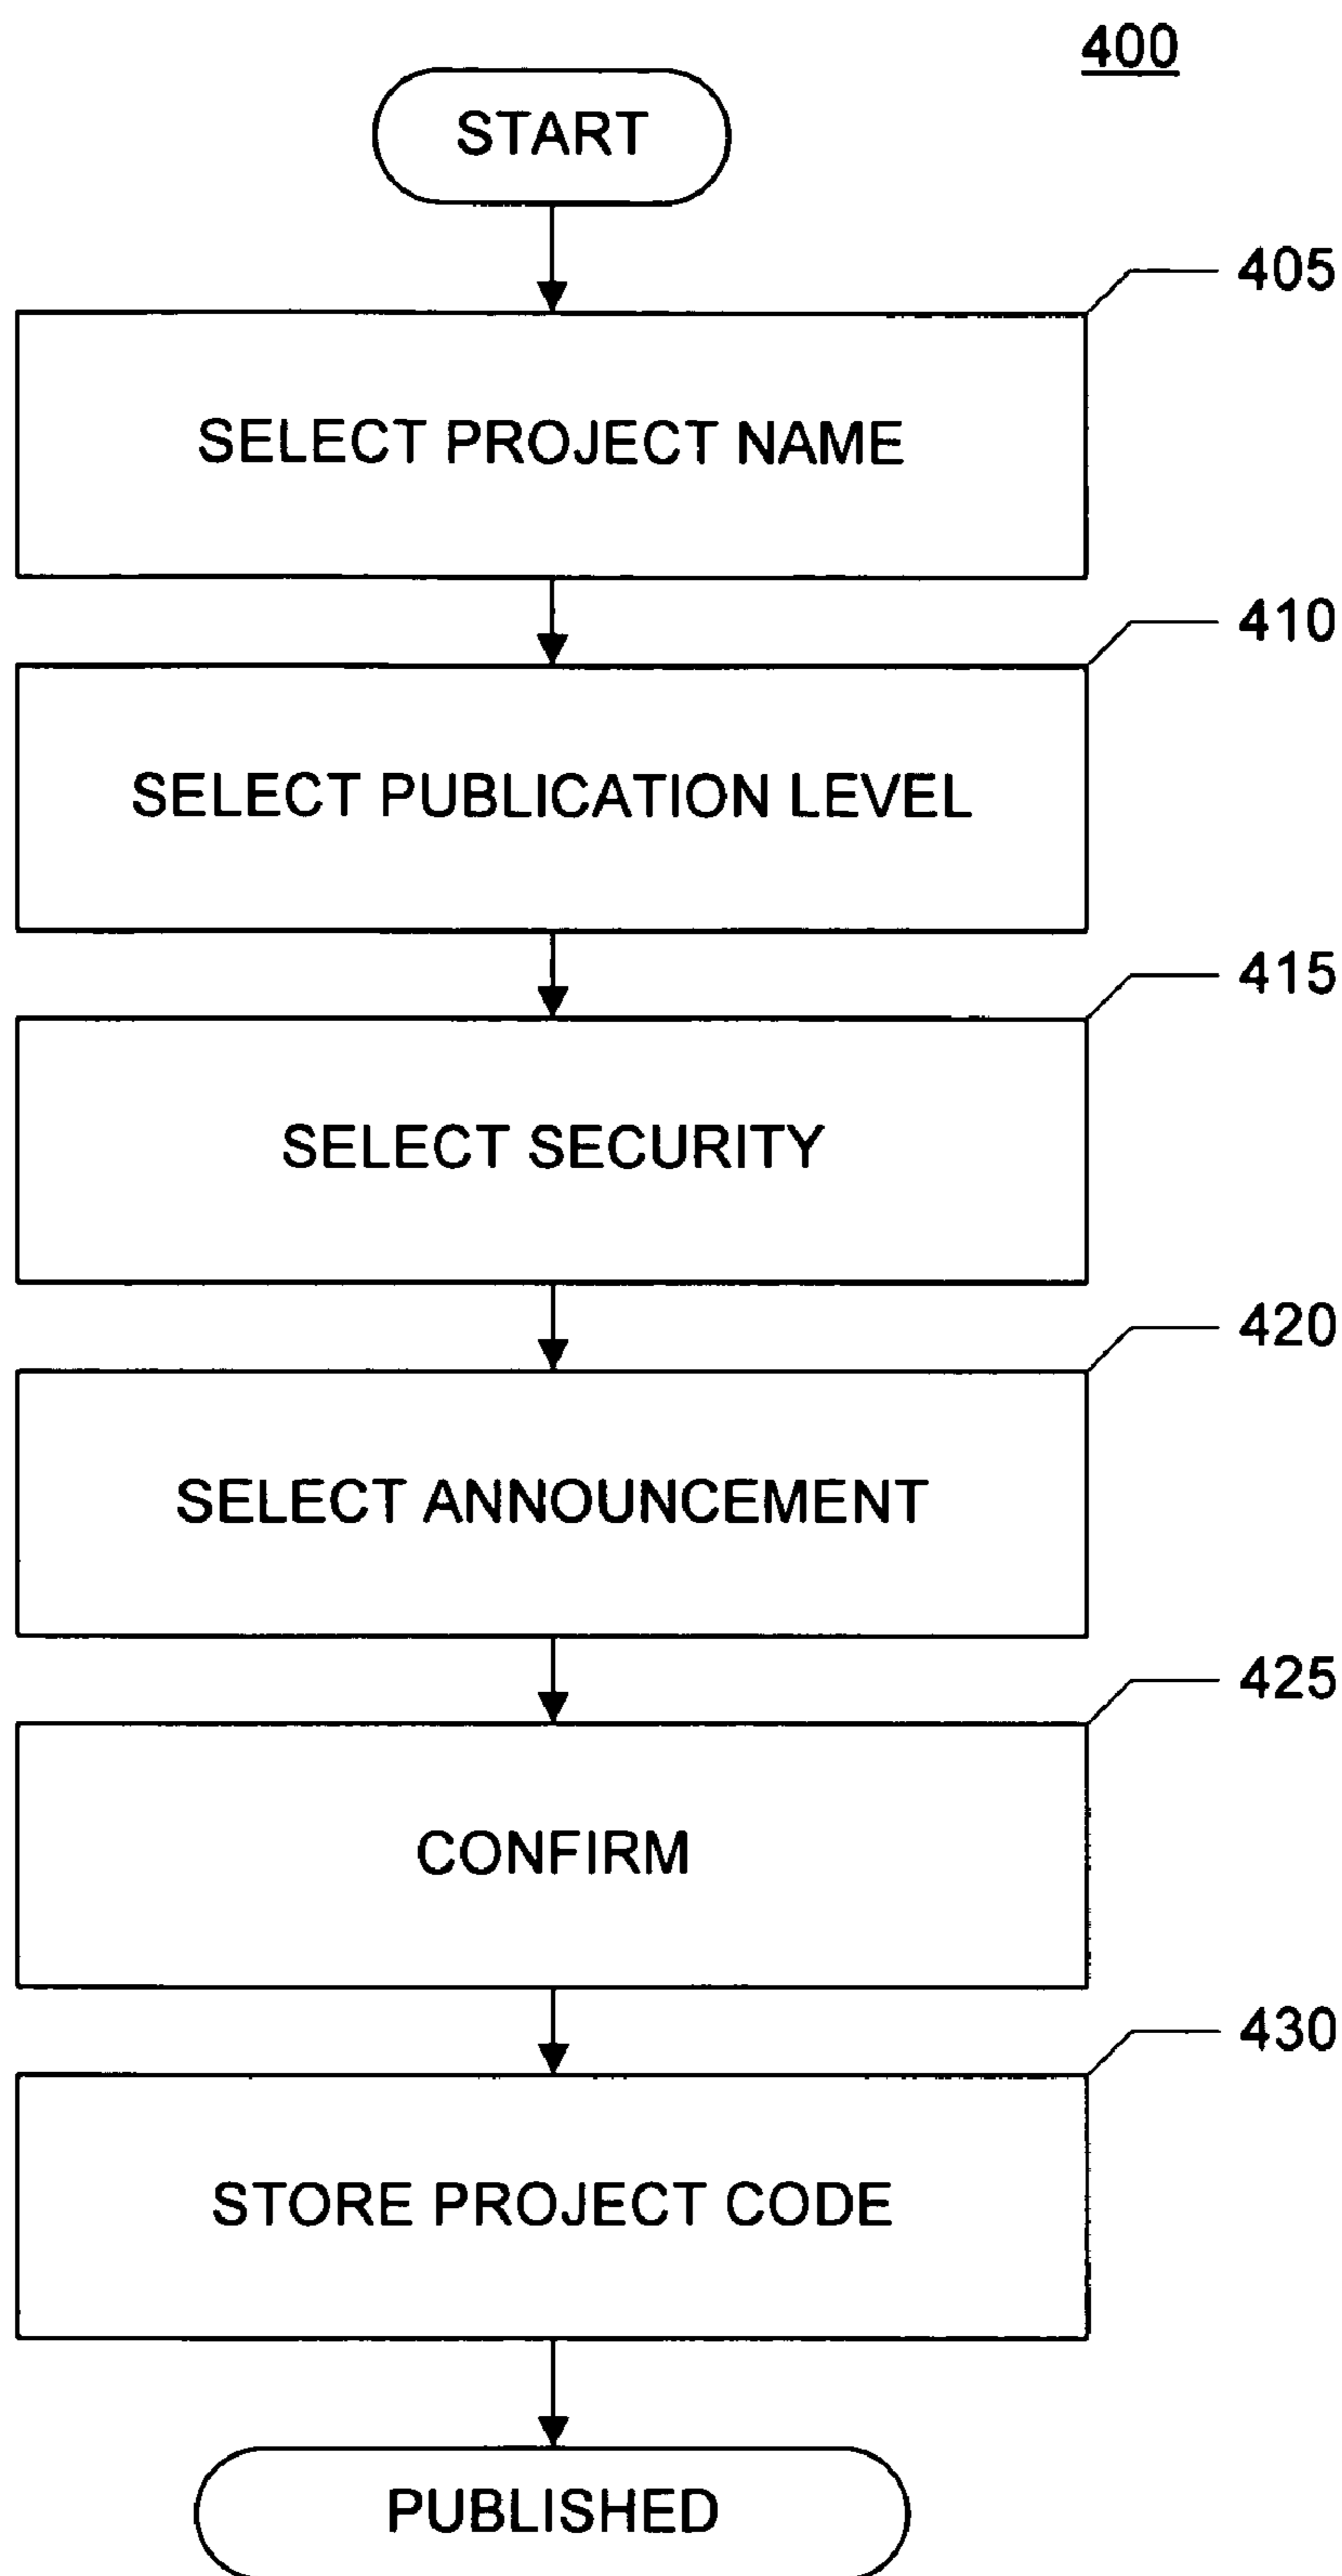 400
START
405
SELECT PROJECT NAME
410
SELECT PUBLICATION LEVEL
415
SELECT SECURITY
420
SELECT ANNOUNCEMENT
425
CONFIRM
430
STORE PROJECT CODE
PUBLISHED